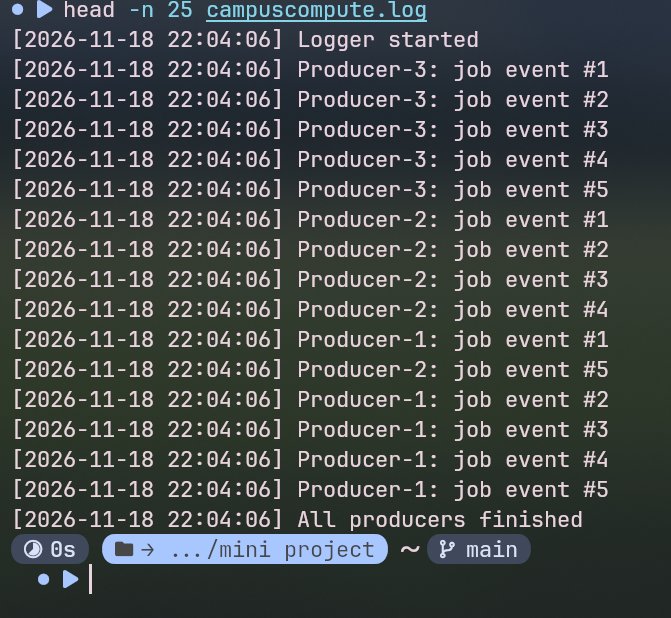 head -n 25 campuscompute.log
[2026-11-18 22:04:06] Logger started
[2026-11-18 22:04:06] Producer-3: job event #1
[2026-11-18 22:04:06] Producer-3: job event #2
[2026-11-18 22:04:06] Producer-3: job event #3
[2026-11-18 22:04:06] Producer-3: job event #4
[2026-11-18 22:04:06] Producer-3: job event #5
[2026-11-18 22:04:06] Producer-2: job event #1
[2026-11-18 22:04:06] Producer-2: job event #2
[2026-11-18 22:04:06] Producer-2: job event #3
[2026-11-18 22:04:06] Producer-2: job event #4
[2026-11-18 22:04:06] Producer-1: job event #1
[2026-11-18 22:04:06] Producer-2: job event #5
[2026-11-18 22:04:06] Producer-1: job event #2
[2026-11-18 22:04:06] Producer-1: job event #3
[2026-11-18 22:04:06] Producer-1: job event #4
[2026-11-18 22:04:06] Producer-1: job event #5
[2026-11-18 22:04:06] All producers finished
0s → .../mini project ~ main